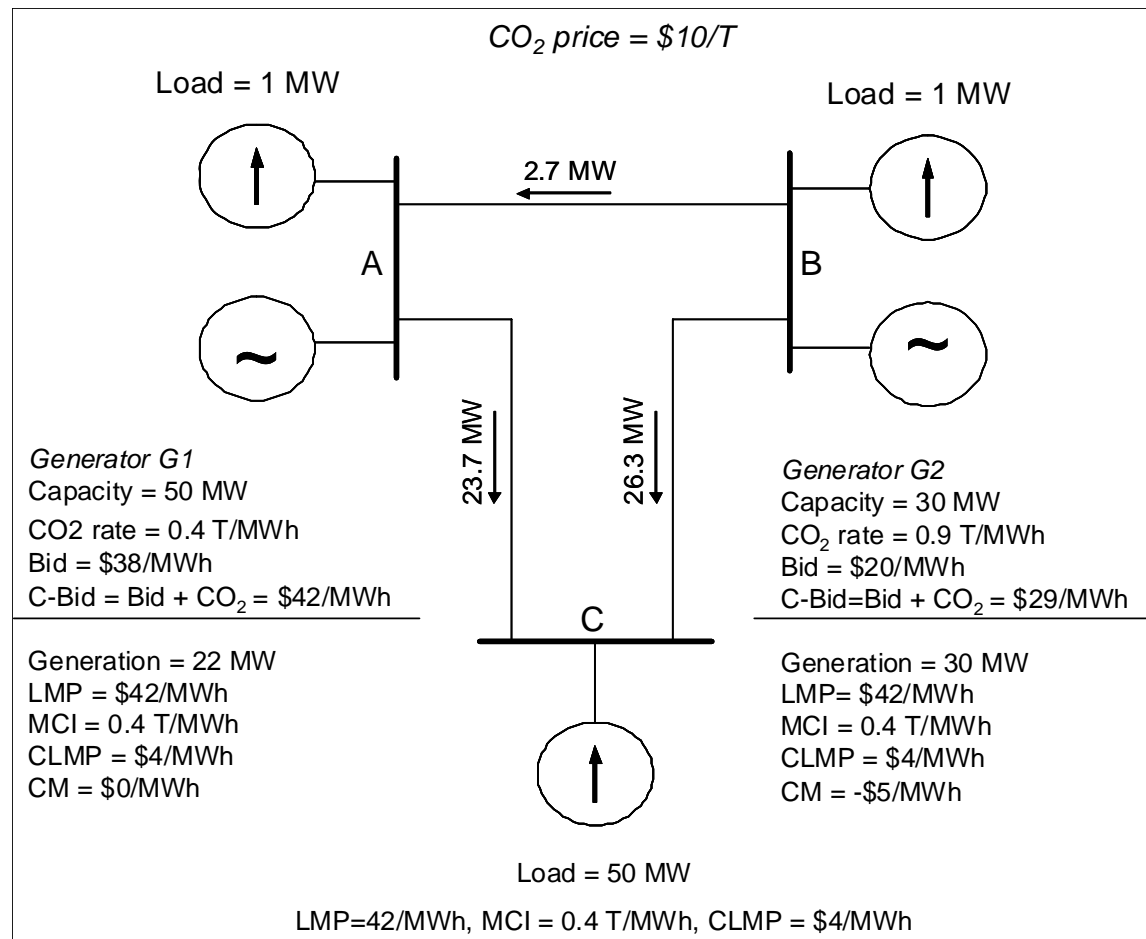 CO₂ price = $10/T
Load = 1 MW
Load = 1 MW
2.7 MW
A
B
~
~
23.7 MW
26.3 MW
Generator G1
Capacity = 50 MW
CO2 rate = 0.4 T/MWh
Bid = $38/MWh
C-Bid = Bid + CO₂ = $42/MWh
Generator G2
Capacity = 30 MW
CO₂ rate = 0.9 T/MWh
Bid = $20/MWh
C-Bid=Bid + CO₂ = $29/MWh
C
Generation = 22 MW
LMP = $42/MWh
MCI = 0.4 T/MWh
CLMP = $4/MWh
CM = $0/MWh
Generation = 30 MW
LMP= $42/MWh
MCI = 0.4 T/MWh
CLMP = $4/MWh
CM = -$5/MWh
Load = 50 MW
LMP=42/MWh, MCI = 0.4 T/MWh, CLMP = $4/MWh